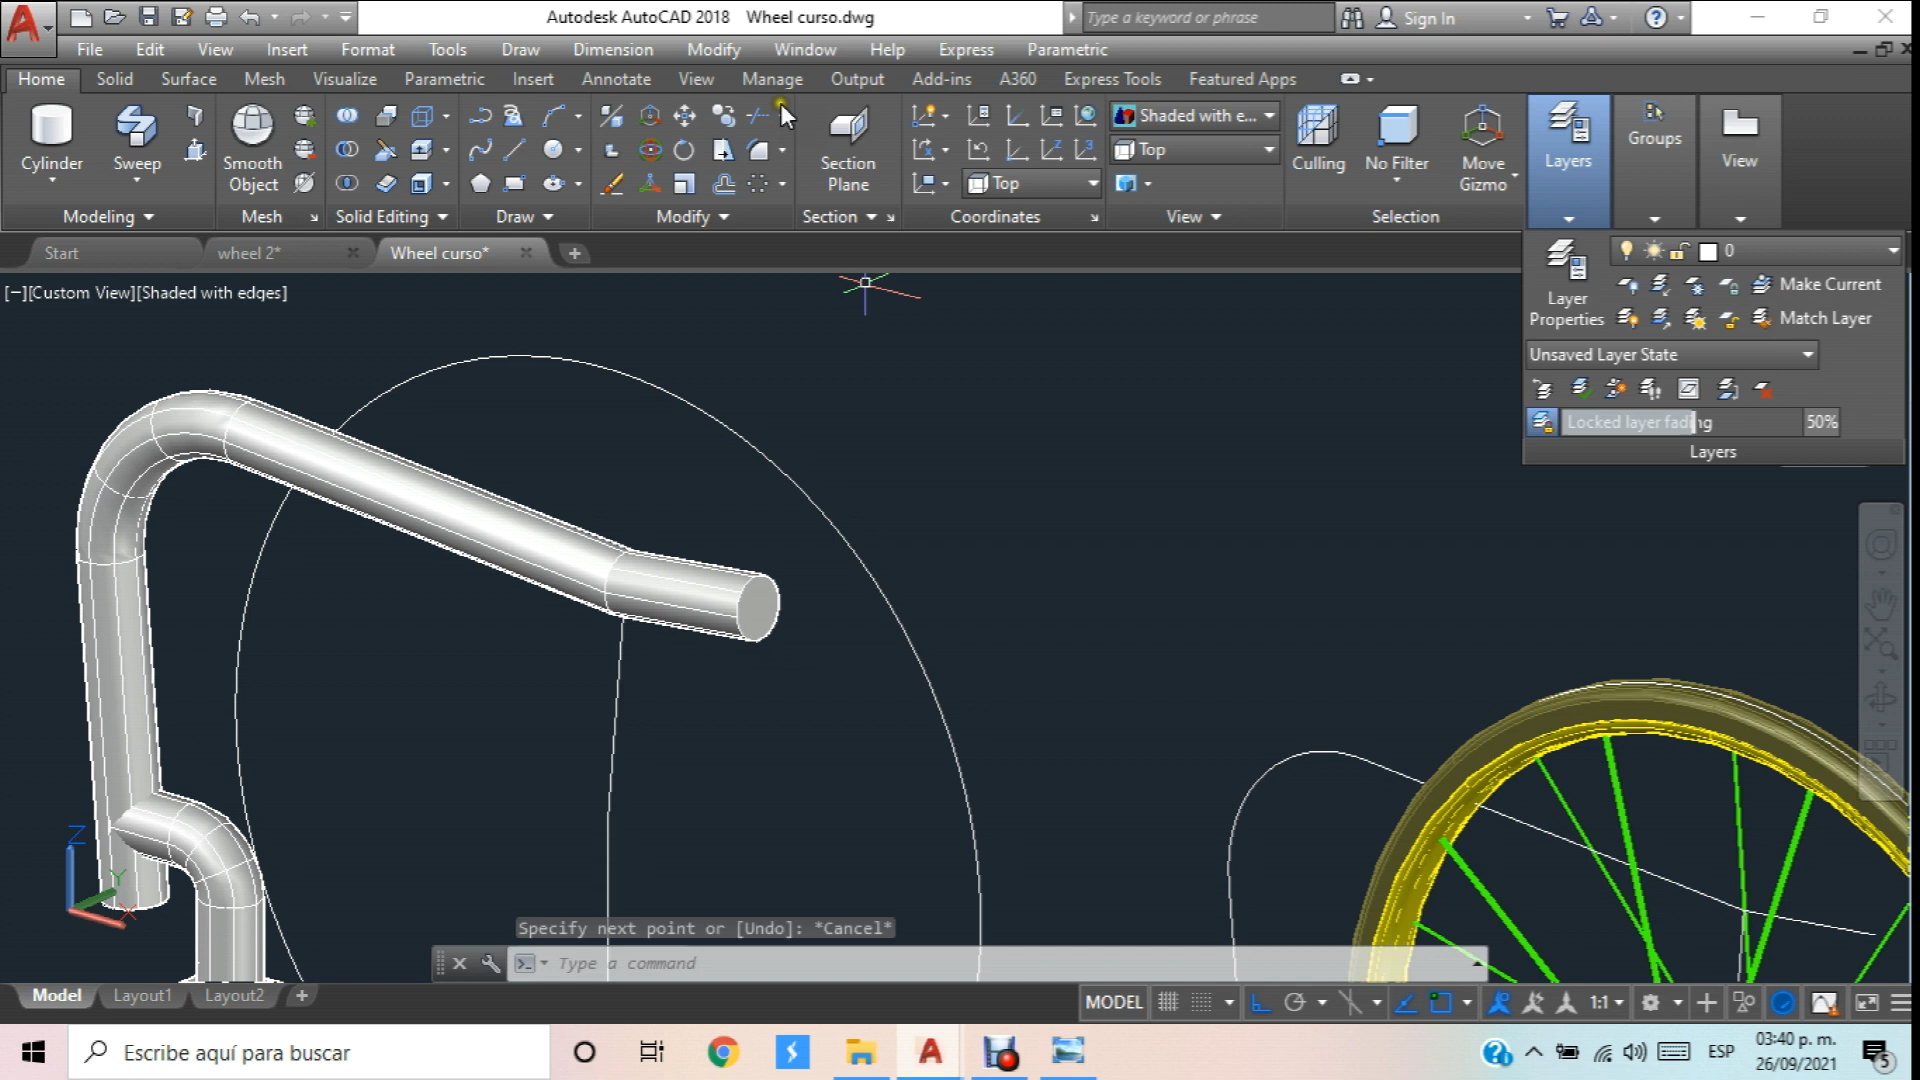 Autodesk AutoCAD 2018 Wheel curso.dwg
Type a keyword or phrase
Sign In
File Edit View Insert Format Tools Draw Dimension Modify Window Help Express Parametric
Home Solid Surface Mesh Visualize Parametric Insert Annotate View Manage Output Add-ins A360 Express Tools Featured Apps
Cylinder
Sweep
Smooth Object
Section Plane
Shaded with e...
Top
Top
Culling
No Filter
Move Gizmo
Layers
Groups
View
Modeling
Mesh
Solid Editing
Draw
Modify
Section
Coordinates
View
Selection
Start
wheel 2*
Wheel curso*
[−][Custom View][Shaded with edges]
0
Layer Properties
Make Current
Match Layer
Unsaved Layer State
Locked layer fading 50%
Layers
Z
Y
X
Specify next point or [Undo]: *Cancel*
Type a command
Model
Layout1
Layout2
MODEL
1:1
Escribe aquí para buscar
ESP
03:40 p. m.
26/09/2021
5